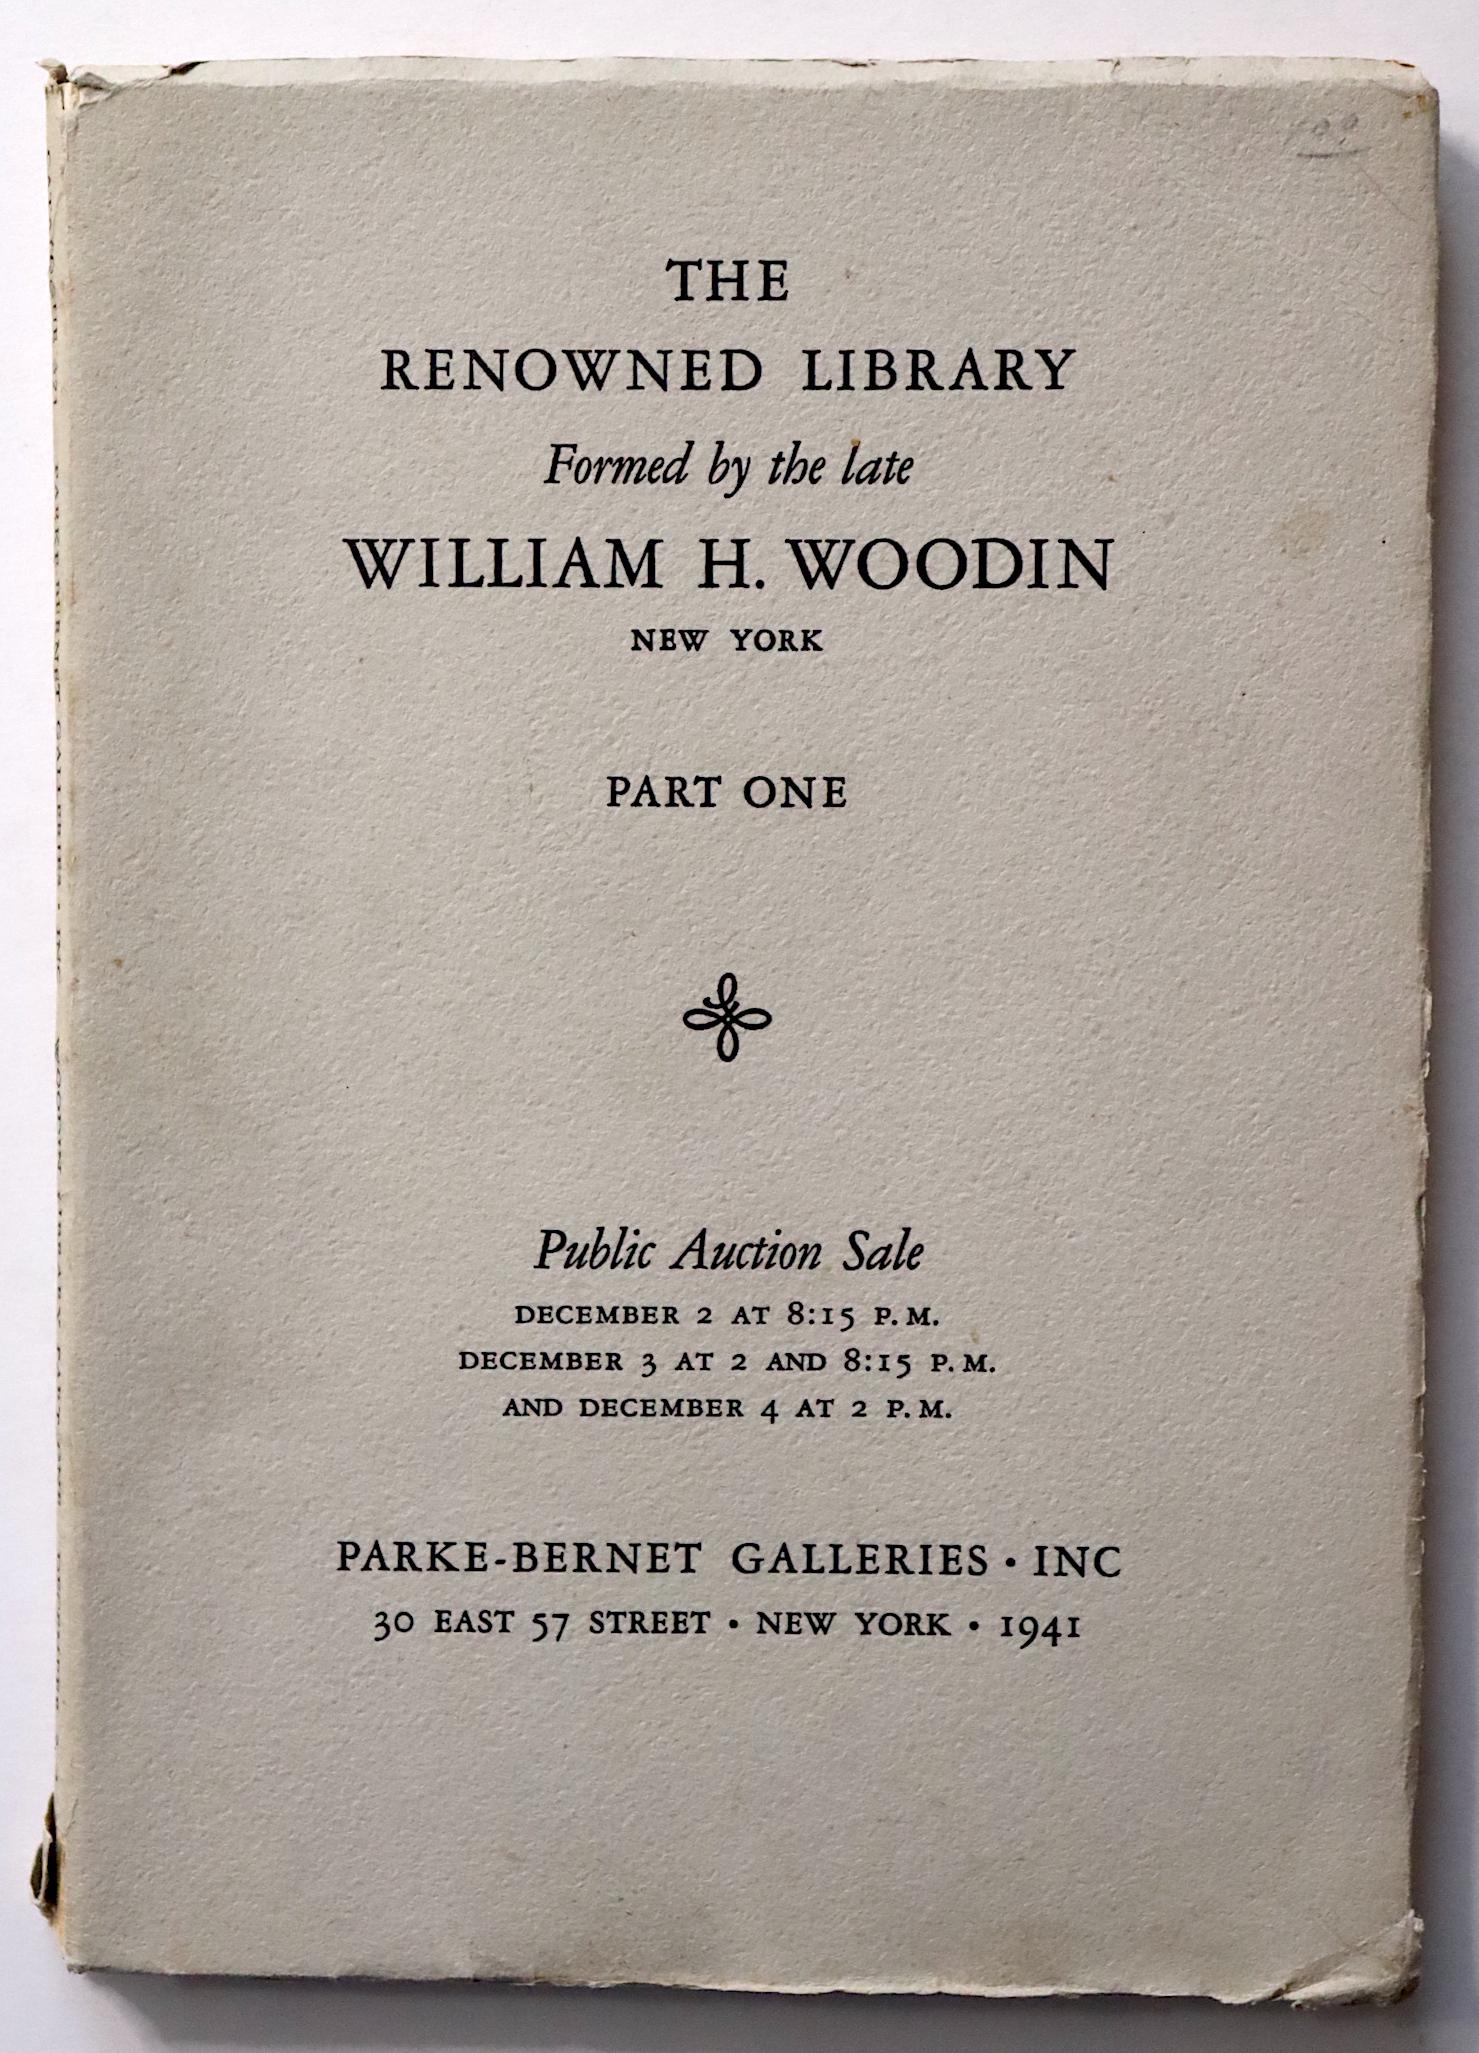 THE
RENOWNED LIBRARY
Formed by the late
WILLIAM H. WOODIN
NEW YORK
PART ONE
Public Auction Sale
DECEMBER 2 AT 8:15 P.M.
DECEMBER 3 AT 2 AND 8:15 P.M.
AND DECEMBER 4 AT 2 P.M.
PARKE-BERNET GALLERIES · INC
30 EAST 57 STREET · NEW YORK · 1941